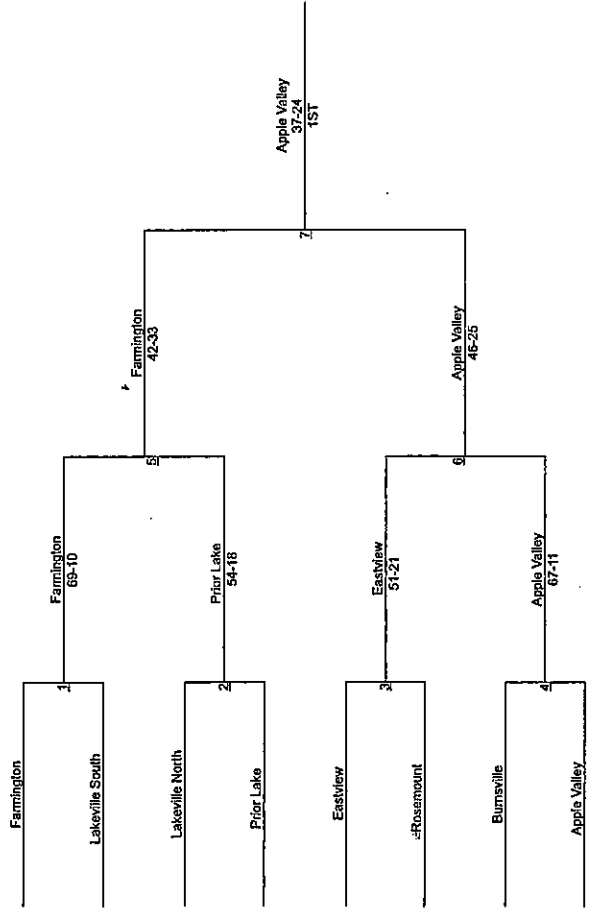 Farmington
1
Lakeville South
Lakeville North
2
Prior Lake
Eastview
3
Rosemount
Burnsville
4
Apple Valley
Farmington
69-10
5
Prior Lake
54-18
Eastview
51-21
6
Apple Valley
67-11
Farmington
42-33
7
Apple Valley
46-25
Apple Valley
37-24
1ST